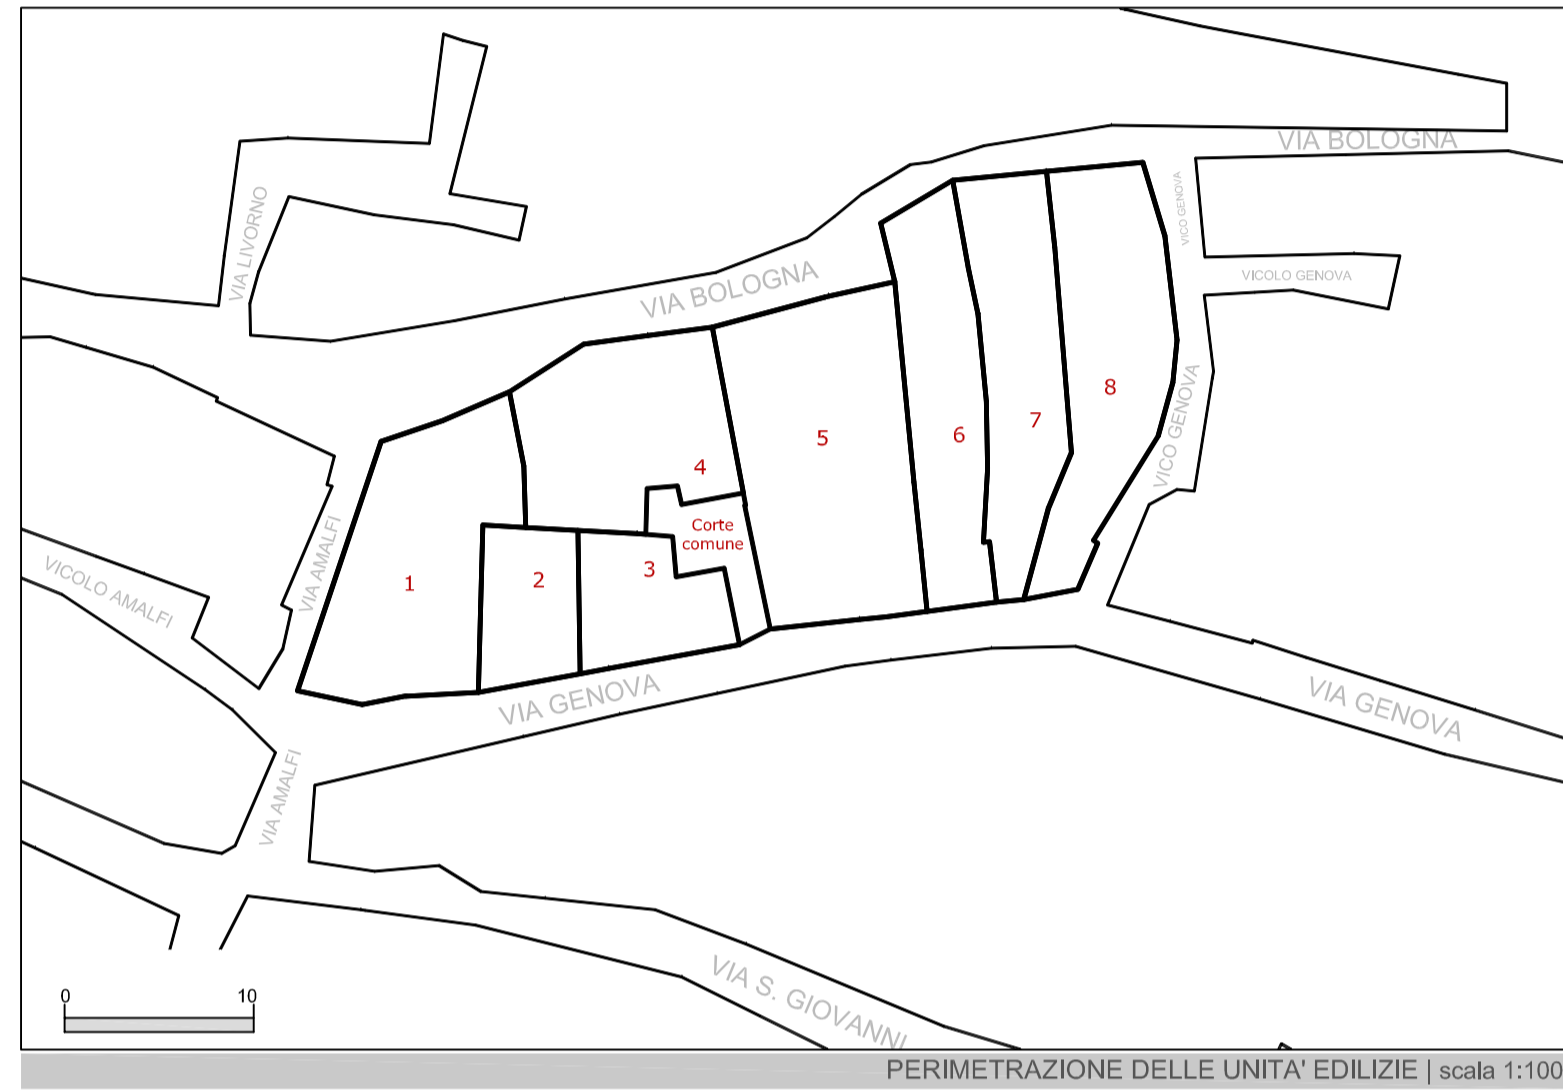 VIA BOLOGNA
VICO GENOVA
VIA LIVORNO
VICOLO GENOVA
VIA BOLOGNA
8
7
6
5
4
VICO GENOVA
Corte
comune
3
2
1
VIA AMALFI
VICOLO AMALFI
VIA GENOVA
VIA GENOVA
VIA AMALFI
VIA S. GIOVANNI
0 10
PERIMETRAZIONE DELLE UNITA' EDILIZIE | scala 1:100